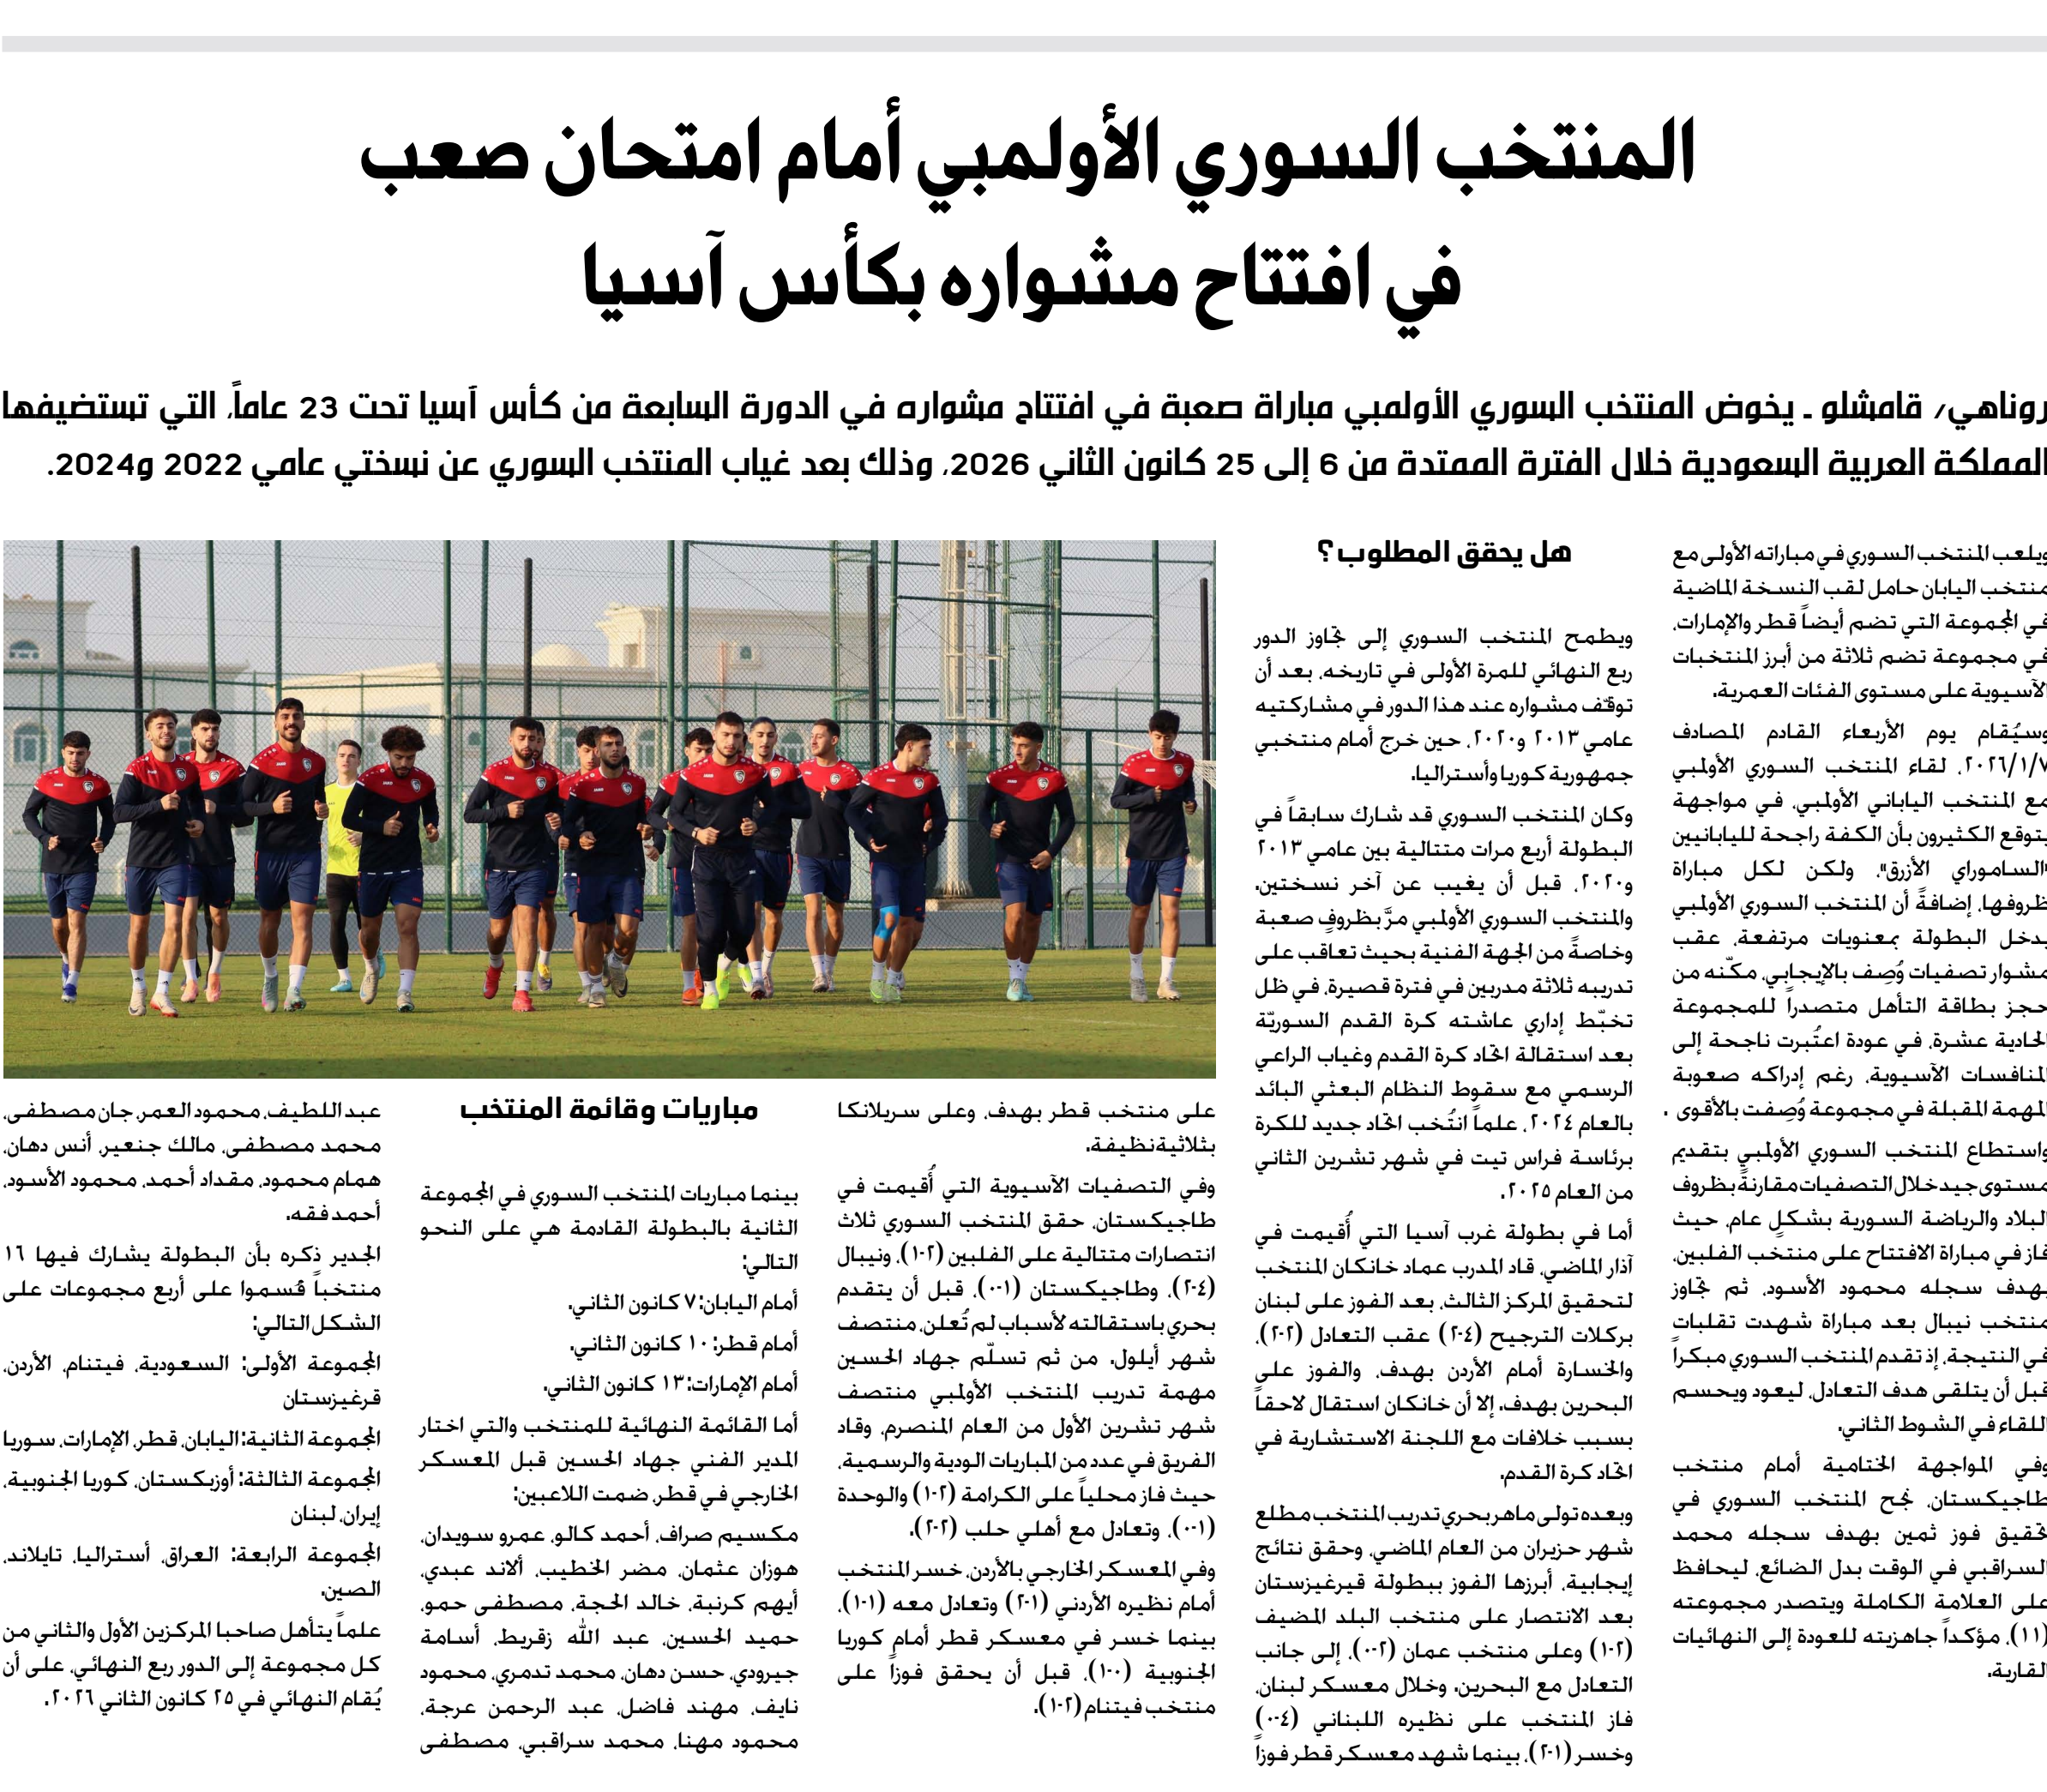 المنتخب السوري الأولمبي أمام امتحان صعب
في افتتاح مشواره بكأس آسيا
روناهي/ قامشلو ـ يخوض المنتخب السوري الأولمبي مباراة صعبة في افتتاح مشواره في الدورة السابعة من كأس آسيا تحت 23 عاماً، التي تستضيفها
المملكة العربية السعودية خلال الفترة الممتدة من 6 إلى 25 كانون الثاني 2026، وذلك بعد غياب المنتخب السوري عن نسختي عامي 2022 و2024.
ويلعب المنتخب السوري في مباراته الأولى مع
منتخب اليابان حامل لقب النسخة الماضية
في المجموعة التي تضم أيضاً قطر والإمارات،
في مجموعة تضم ثلاثة من أبرز المنتخبات
الآسيوية على مستوى الفئات العمرية.
وسيُقام يوم الأربعاء القادم المصادف
٢٠٢٦/١/٧، لقاء المنتخب السوري الأولمبي
مع المنتخب الياباني الأولمبي، في مواجهة
يتوقع الكثيرون بأن الكفة راجحة لليابانيين
"الساموراي الأزرق"، ولكن لكل مباراة
ظروفها، إضافةً أن المنتخب السوري الأولمبي
يدخل البطولة بمعنويات مرتفعة، عقب
مشوار تصفيات وُصِف بالإيجابي، مكّنه من
حجز بطاقة التأهل متصدراً للمجموعة
الحادية عشرة، في عودة اعتُبرت ناجحة إلى
المنافسات الآسيوية، رغم إدراكه صعوبة
المهمة المقبلة في مجموعة وُصِفت بالأقوى .
واستطاع المنتخب السوري الأولمبي بتقديم
مستوى جيد خلال التصفيات مقارنةً بظروف
البلاد والرياضة السورية بشكلٍ عام، حيث
فاز في مباراة الافتتاح على منتخب الفلبين،
بهدف سجله محمود الأسود، ثم تجاوز
منتخب نيبال بعد مباراة شهدت تقلبات
في النتيجة، إذ تقدم المنتخب السوري مبكراً
قبل أن يتلقى هدف التعادل، ليعود ويحسم
اللقاء في الشوط الثاني.
وفي المواجهة الختامية أمام منتخب
طاجيكستان، نجح المنتخب السوري في
تحقيق فوز ثمين بهدف سجله محمد
السراقبي في الوقت بدل الضائع، ليحافظ
على العلامة الكاملة ويتصدر مجموعته
(١١)، مؤكداً جاهزيته للعودة إلى النهائيات
القارية.
هل يحقق المطلوب؟
ويطمح المنتخب السوري إلى تجاوز الدور
ربع النهائي للمرة الأولى في تاريخه، بعد أن
توقّف مشواره عند هذا الدور في مشاركتيه
عامي ٢٠١٣ و٢٠٢٠، حين خرج أمام منتخبي
جمهورية كوريا وأستراليا.
وكان المنتخب السوري قد شارك سابقاً في
البطولة أربع مرات متتالية بين عامي ٢٠١٣
و٢٠٢٠، قبل أن يغيب عن آخر نسختين.
والمنتخب السوري الأولمبي مرَّ بظروفٍ صعبة
وخاصةً من الجهة الفنية بحيث تعاقب على
تدريبه ثلاثة مدربين في فترة قصيرة، في ظل
تخبّط إداري عاشته كرة القدم السوريّة
بعد استقالة اتحاد كرة القدم وغياب الراعي
الرسمي مع سقوط النظام البعثي البائد
بالعام ٢٠٢٤، علماً انتُخب اتحاد جديد للكرة
برئاسة فراس تيت في شهر تشرين الثاني
من العام ٢٠٢٥.
أما في بطولة غرب آسيا التي أُقيمت في
آذار الماضي، قاد المدرب عماد خانكان المنتخب
لتحقيق المركز الثالث، بعد الفوز على لبنان
بركلات الترجيح (٤-٢) عقب التعادل (٢-٢)،
والخسارة أمام الأردن بهدف، والفوز على
البحرين بهدف، إلا أن خانكان استقال لاحقاً
بسبب خلافات مع اللجنة الاستشارية في
اتحاد كرة القدم.
وبعده تولى ماهر بحري تدريب المنتخب مطلع
شهر حزيران من العام الماضي، وحقق نتائج
إيجابية، أبرزها الفوز ببطولة قيرغيزستان
بعد الانتصار على منتخب البلد المضيف
(٢-١) وعلى منتخب عمان (٢-٠)، إلى جانب
التعادل مع البحرين، وخلال معسكر لبنان،
فاز المنتخب على نظيره اللبناني (٤-٠)
وخسر (١-٢)، بينما شهد معسكر قطر فوزاً
على منتخب قطر بهدف، وعلى سريلانكا
بثلاثية نظيفة.
وفي التصفيات الآسيوية التي أُقيمت في
طاجيكستان، حقق المنتخب السوري ثلاث
انتصارات متتالية على الفلبين (٢-١)، ونيبال
(٤-٢)، وطاجيكستان (١-٠)، قبل أن يتقدم
بحري باستقالته لأسباب لم تُعلن، منتصف
شهر أيلول، من ثم تسلّم جهاد الحسين
مهمة تدريب المنتخب الأولمبي منتصف
شهر تشرين الأول من العام المنصرم، وقاد
الفريق في عدد من المباريات الودية والرسمية،
حيث فاز محلياً على الكرامة (٢-١) والوحدة
(١-٠)، وتعادل مع أهلي حلب (٢-٢).
وفي المعسكر الخارجي بالأردن، خسر المنتخب
أمام نظيره الأردني (١-٢) وتعادل معه (١-١)،
بينما خسر في معسكر قطر أمام كوريا
الجنوبية (٠-١)، قبل أن يحقق فوزاً على
منتخب فيتنام (٢-١).
مباريات وقائمة المنتخب
بينما مباريات المنتخب السوري في المجموعة
الثانية بالبطولة القادمة هي على النحو
التالي:
أمام اليابان: ٧ كانون الثاني.
أمام قطر: ١٠ كانون الثاني.
أمام الإمارات: ١٣ كانون الثاني.
أما القائمة النهائية للمنتخب والتي اختار
المدير الفني جهاد الحسين قبل المعسكر
الخارجي في قطر، ضمت اللاعبين:
مكسيم صراف، أحمد كالو، عمرو سويدان،
هوزان عثمان، مضر الخطيب، ألاند عبدي،
أيهم كرنبة، خالد الحجة، مصطفى حمو،
حميد الحسين، عبد الله زقريط، أسامة
جيرودي، حسن دهان، محمد تدمري، محمود
نايف، مهند فاضل، عبد الرحمن عرجة،
محمود مهنا، محمد سراقبي، مصطفى
عبد اللطيف، محمود العمر، جان مصطفى،
محمد مصطفى، مالك جنعير، أنس دهان،
همام محمود، مقداد أحمد، محمود الأسود،
أحمد فقه.
الجدير ذكره بأن البطولة يشارك فيها ١٦
منتخباً قُسموا على أربع مجموعات على
الشكل التالي:
المجموعة الأولى: السعودية، فيتنام، الأردن،
قرغيزستان
المجموعة الثانية: اليابان، قطر، الإمارات، سوريا
المجموعة الثالثة: أوزبكستان، كوريا الجنوبية،
إيران، لبنان
المجموعة الرابعة: العراق، أستراليا، تايلاند،
الصين.
علماً يتأهل صاحبا المركزين الأول والثاني من
كل مجموعة إلى الدور ربع النهائي، على أن
يُقام النهائي في ٢٥ كانون الثاني ٢٠٢٦.